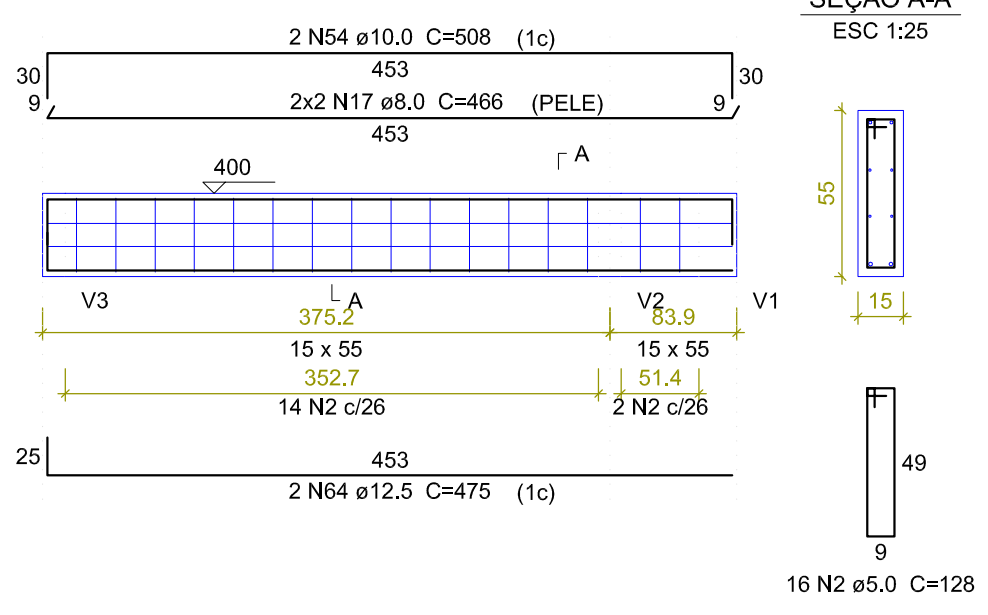 SEÇÃO A-A
ESC 1:25
2 N54 ø10.0 C=508 (1c)
30 453 30
9 2x2 N17 ø8.0 C=466 (PELE) 9
453
A
400
55
V3 A V2 V1
375.2 83.9 15
15 x 55 15 x 55
352.7 51.4
14 N2 c/26 2 N2 c/26
25 453 49
2 N64 ø12.5 C=475 (1c)
9
16 N2 ø5.0 C=128